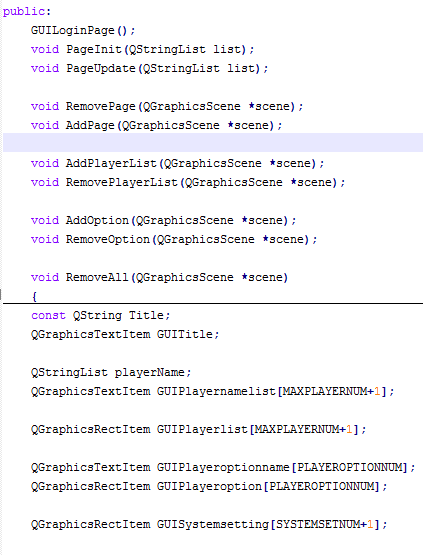 public:
GUILoginPage();
void PageInit(QStringList list);
void PageUpdate(QStringList list);
void RemovePage(QGraphicsScene *scene);
void AddPage(QGraphicsScene *scene);
void AddPlayerList(QGraphicsScene *scene);
void RemovePlayerList(QGraphicsScene *scene);
void AddOption(QGraphicsScene *scene);
void RemoveOption(QGraphicsScene *scene);
void RemoveAll(QGraphicsScene *scene)
{
const QString Title;
QGraphicsTextItem GUITitle;
QStringList playerName;
QGraphicsTextItem GUIPlayernamelist[MAXPLAYERNUM+1];
QGraphicsRectItem GUIPlayerlist[MAXPLAYERNUM+1];
QGraphicsTextItem GUIPlayeroptionname[PLAYEROPTIONNUM];
QGraphicsRectItem GUIPlayeroption[PLAYEROPTIONNUM];
QGraphicsRectItem GUISystemsetting[SYSTEMSETNUM+1];